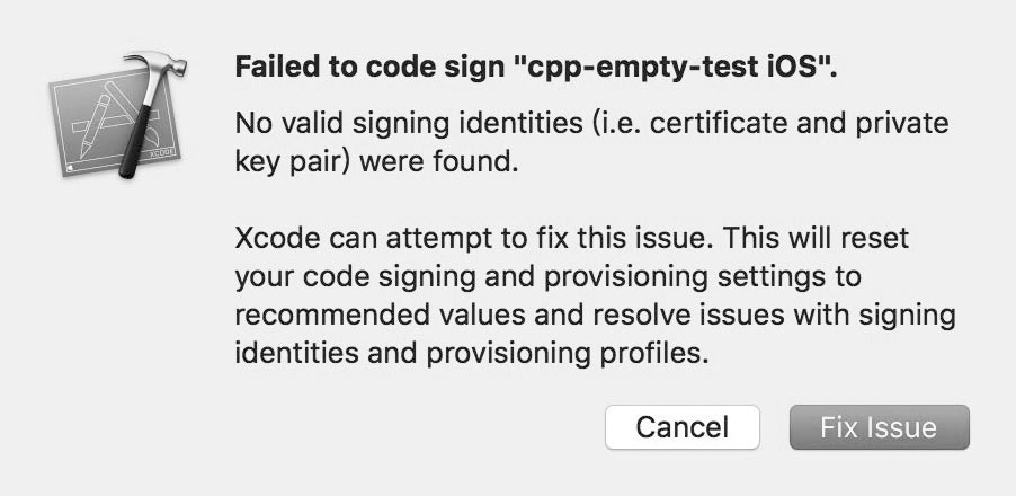 Failed to code sign "cpp-empty-test iOS".
No valid signing identities (i.e. certificate and private
key pair) were found.
Xcode can attempt to fix this issue. This will reset
your code signing and provisioning settings to
recommended values and resolve issues with signing
identities and provisioning profiles.
XCODE
Cancel
Fix Issue